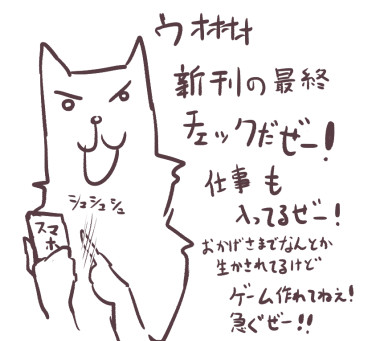 ウオオオオ
新刊の最終
チェックだぜー!
仕事も
入ってるぜー!
おかげさまでなんとか
生かされてるけど
ゲーム作れてねぇ!
急ぐぜー!!
シュシュシュ
スマホ